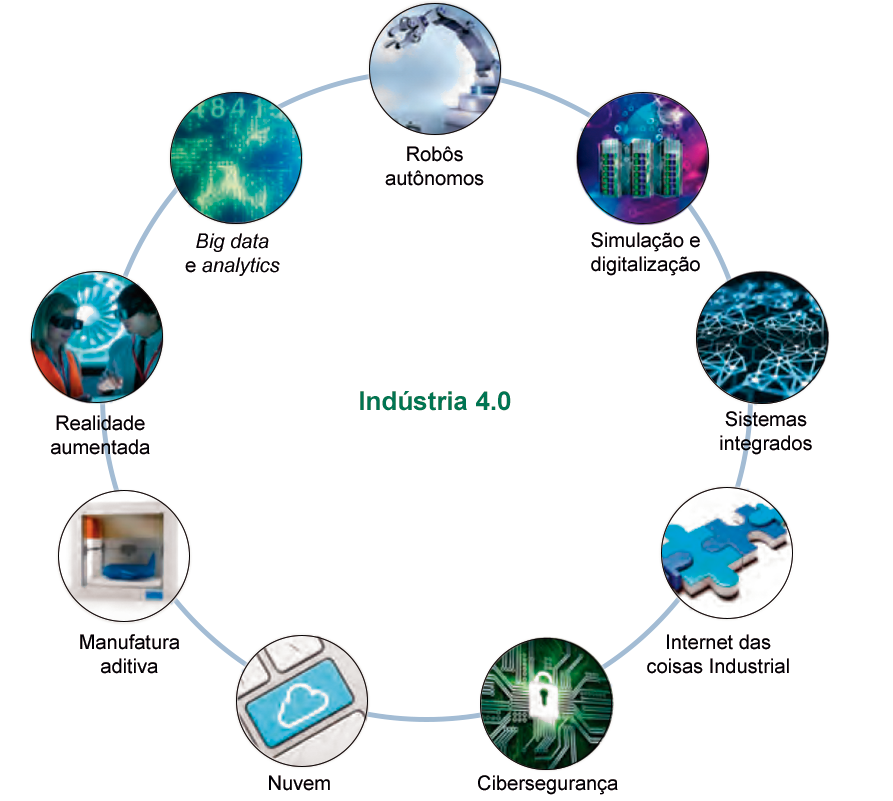 Robôs
autônomos
Simulação e
digitalização
Sistemas
integrados
Internet das
coisas Industrial
Cibersegurança
Nuvem
Manufatura
aditiva
Realidade
aumentada
Big data
e analytics
Indústria 4.0